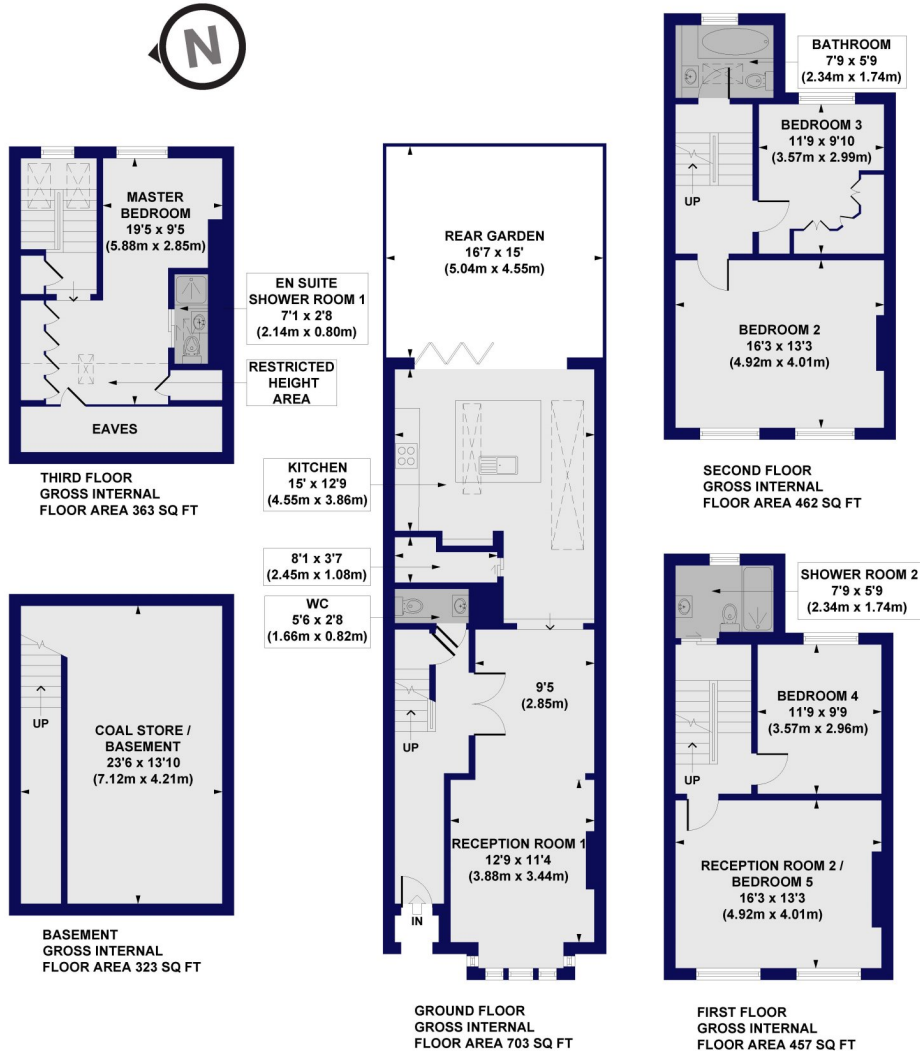 N
MASTER
BEDROOM
19'5 x 9'5
(5.88m x 2.85m)
EN SUITE
SHOWER ROOM 1
7'1 x 2'8
(2.14m x 0.80m)
RESTRICTED
HEIGHT
AREA
EAVES
THIRD FLOOR
GROSS INTERNAL
FLOOR AREA 363 SQ FT
UP
COAL STORE /
BASEMENT
23'6 x 13'10
(7.12m x 4.21m)
BASEMENT
GROSS INTERNAL
FLOOR AREA 323 SQ FT
REAR GARDEN
16'7 x 15'
(5.04m x 4.55m)
KITCHEN
15' x 12'9
(4.55m x 3.86m)
8'1 x 3'7
(2.45m x 1.08m)
WC
5'6 x 2'8
(1.66m x 0.82m)
9'5
(2.85m)
UP
RECEPTION ROOM 1
12'9 x 11'4
(3.88m x 3.44m)
IN
GROUND FLOOR
GROSS INTERNAL
FLOOR AREA 703 SQ FT
BATHROOM
7'9 x 5'9
(2.34m x 1.74m)
BEDROOM 3
11'9 x 9'10
(3.57m x 2.99m)
UP
BEDROOM 2
16'3 x 13'3
(4.92m x 4.01m)
SECOND FLOOR
GROSS INTERNAL
FLOOR AREA 462 SQ FT
SHOWER ROOM 2
7'9 x 5'9
(2.34m x 1.74m)
BEDROOM 4
11'9 x 9'9
(3.57m x 2.96m)
UP
RECEPTION ROOM 2 /
BEDROOM 5
16'3 x 13'3
(4.92m x 4.01m)
FIRST FLOOR
GROSS INTERNAL
FLOOR AREA 457 SQ FT